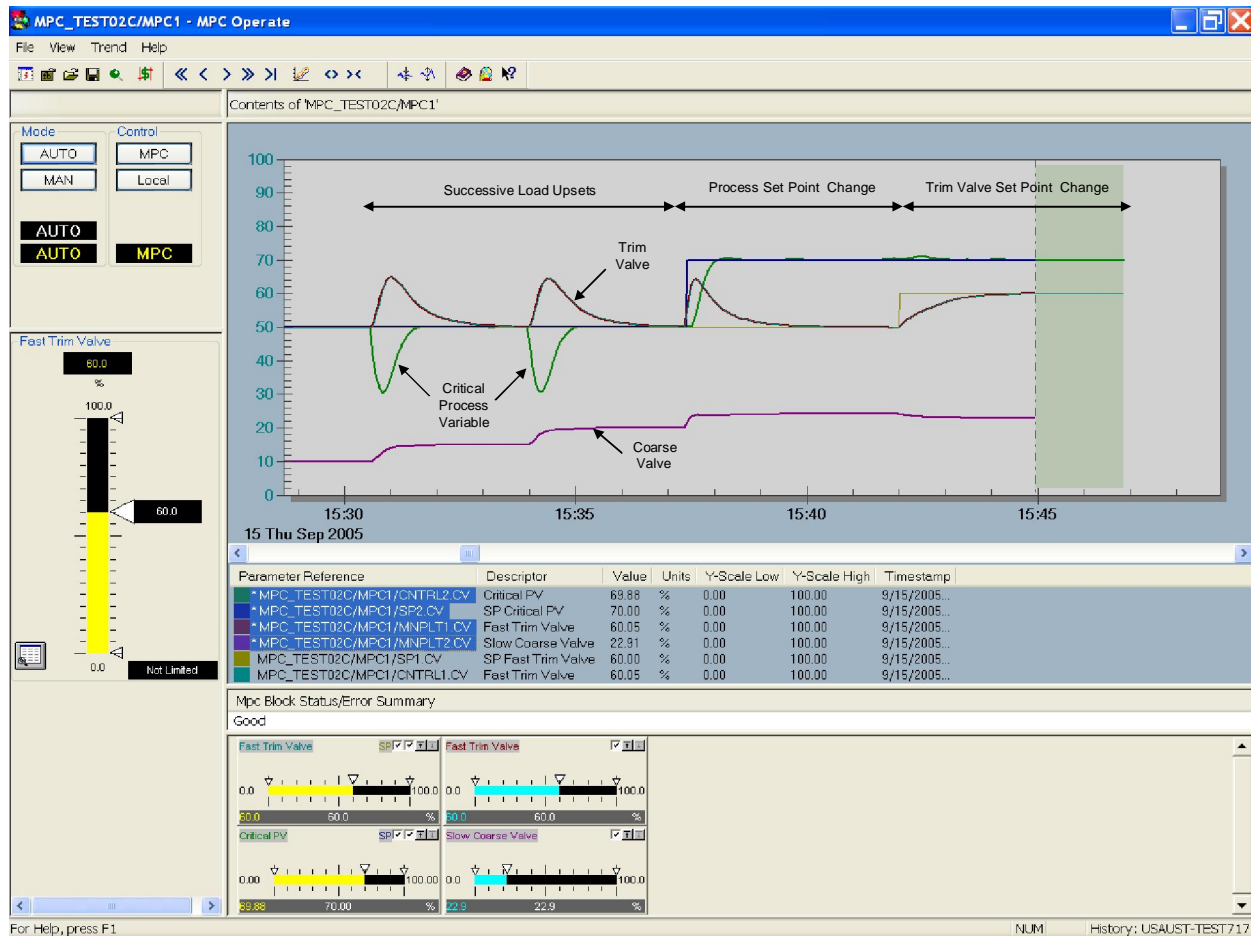 MPC_TEST02C/MPC1 - MPC Operate
File View Trend Help
Contents of 'MPC_TEST02C/MPC1'
Mode
Control
AUTO
MPC
MAN
Local
AUTO
AUTO
MPC
Fast Trim Valve
60.0
%
100.0
60.0
0.0
Not Limited
100
90
80
70
60
50
40
30
20
10
0
Successive Load Upsets
Process Set Point Change
Trim Valve Set Point Change
Trim
Valve
Critical
Process
Variable
Coarse
Valve
15:30
15:35
15:40
15:45
15 Thu Sep 2005
Parameter Reference Descriptor Value Units Y-Scale Low Y-Scale High Timestamp
* MPC_TEST02C/MPC1/CNTRL2.CV Critical PV 69.88 % 0.00 100.00 9/15/2005...
* MPC_TEST02C/MPC1/SP2.CV SP Critical PV 70.00 % 0.00 100.00 9/15/2005...
* MPC_TEST02C/MPC1/MNPLT1.CV Fast Trim Valve 60.05 % 0.00 100.00 9/15/2005...
* MPC_TEST02C/MPC1/MNPLT2.CV Slow Coarse Valve 22.91 % 0.00 100.00 9/15/2005...
MPC_TEST02C/MPC1/SP1.CV SP Fast Trim Valve 60.00 % 0.00 100.00 9/15/2005...
MPC_TEST02C/MPC1/CNTRL1.CV Fast Trim Valve 60.05 % 0.00 100.00 9/15/2005...
Mpc Block Status/Error Summary
Good
Fast Trim Valve SP
0.0 100.0
60.0 60.0 %
Fast Trim Valve
0.0 100.0
60.0 60.0 %
Critical PV SP
0.00 100.00
69.88 70.00 %
Slow Coarse Valve
0.0 100.0
22.9 22.9 %
For Help, press F1
NUM
History: USAUST-TEST717